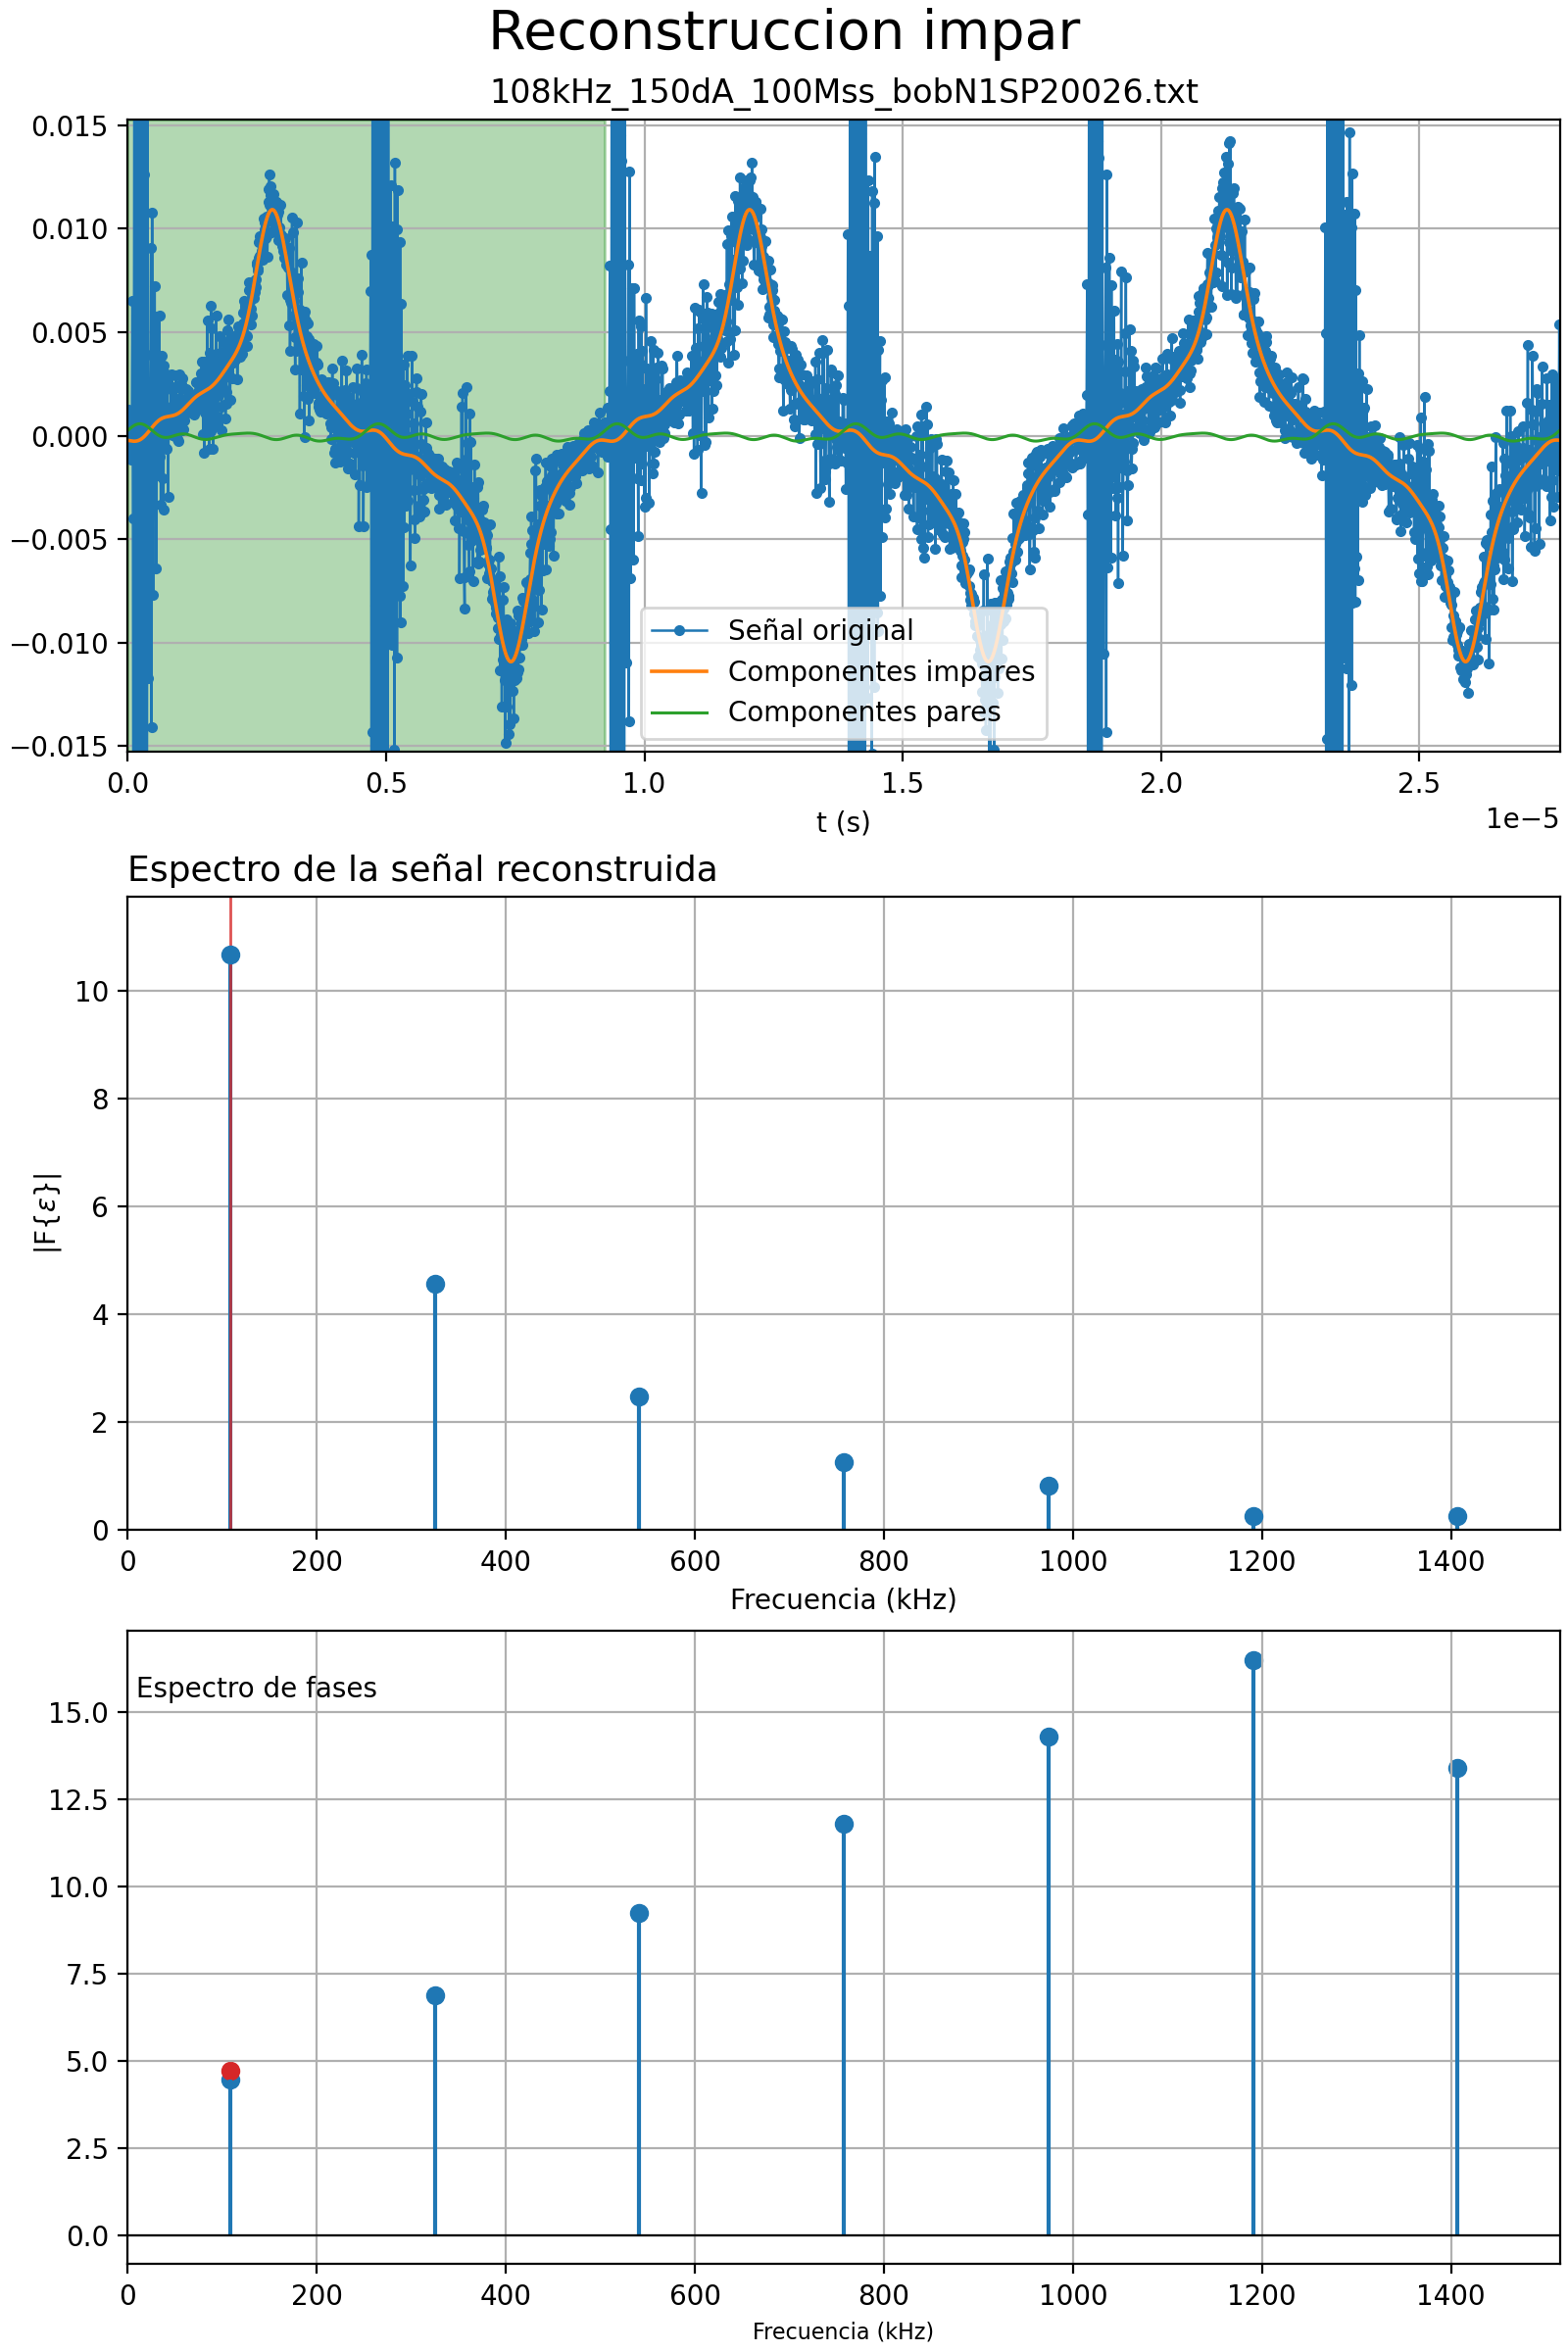 Reconstruccion impar
108kHz_150dA_100Mss_bobN1SP20026.txt
0.015
0.010
0.005
0.000
−0.005
−0.010
−0.015
Señal original
Componentes impares
Componentes pares
0.0 0.5 1.0 1.5 2.0 2.5
1e−5
t (s)
Espectro de la señal reconstruida
10
8
6
4
2
0
|F{ε}|
0 200 400 600 800 1000 1200 1400
Frecuencia (kHz)
Espectro de fases
15.0
12.5
10.0
7.5
5.0
2.5
0.0
0 200 400 600 800 1000 1200 1400
Frecuencia (kHz)